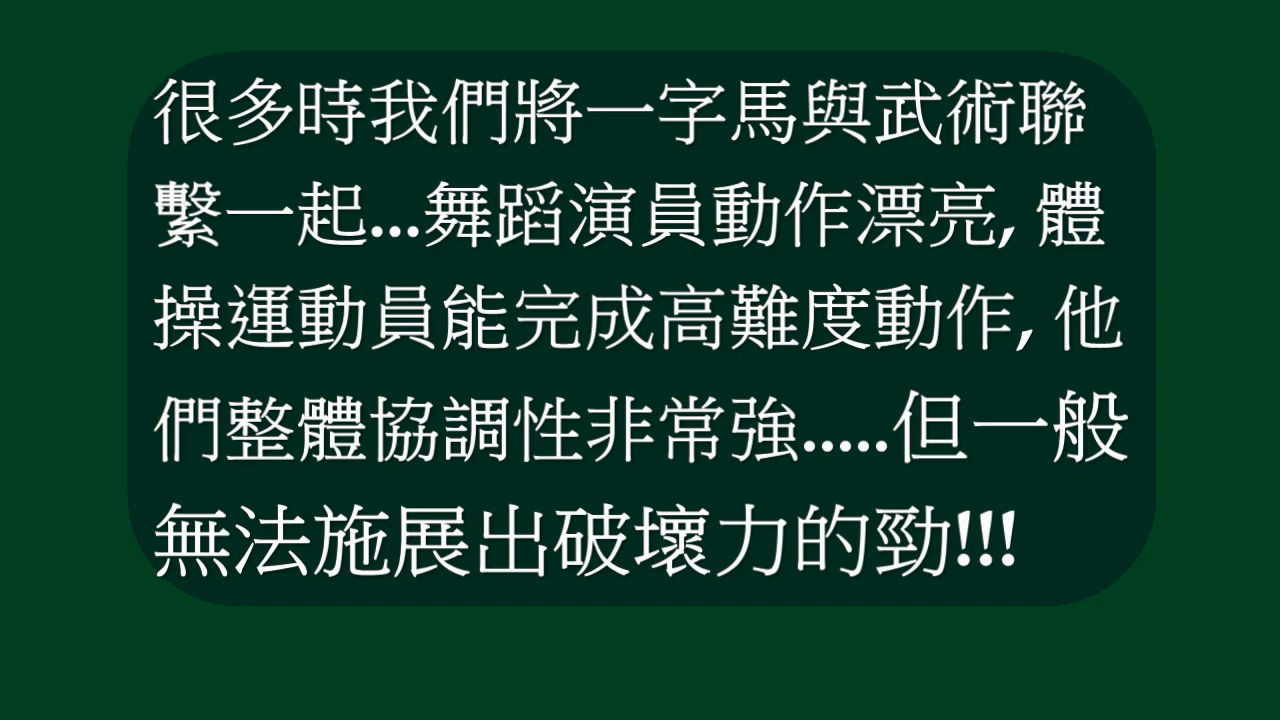 很多時我們將一字馬與武術聯
繫一起...舞蹈演員動作漂亮, 體
操運動員能完成高難度動作, 他
們整體協調性非常強.....但一般
無法施展出破壞力的勁!!!